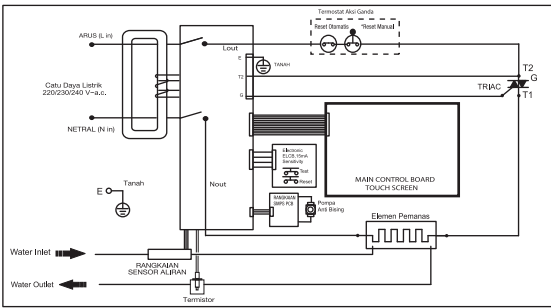 Termostat Aksi Ganda
Reset Otomatis
"Reset Manual
ARUS (L in)
Lout
E
TANAH
T2
G
T2
G
TRIAC
T1
Catu Daya Listrik
220/230/240 V~a.c.
NETRAL (N in)
Electronic
ELCB,15mA
Sensitivity
Test
Reset
MAIN CONTROL BOARD
TOUCH SCREEN
Tanah
E
Nout
RANGKAIAN
SMPS PCB
Pompa
Anti Bising
Elemen Pemanas
Water Inlet
RANGKAIAN
SENSOR ALIRAN
Water Outlet
Termistor